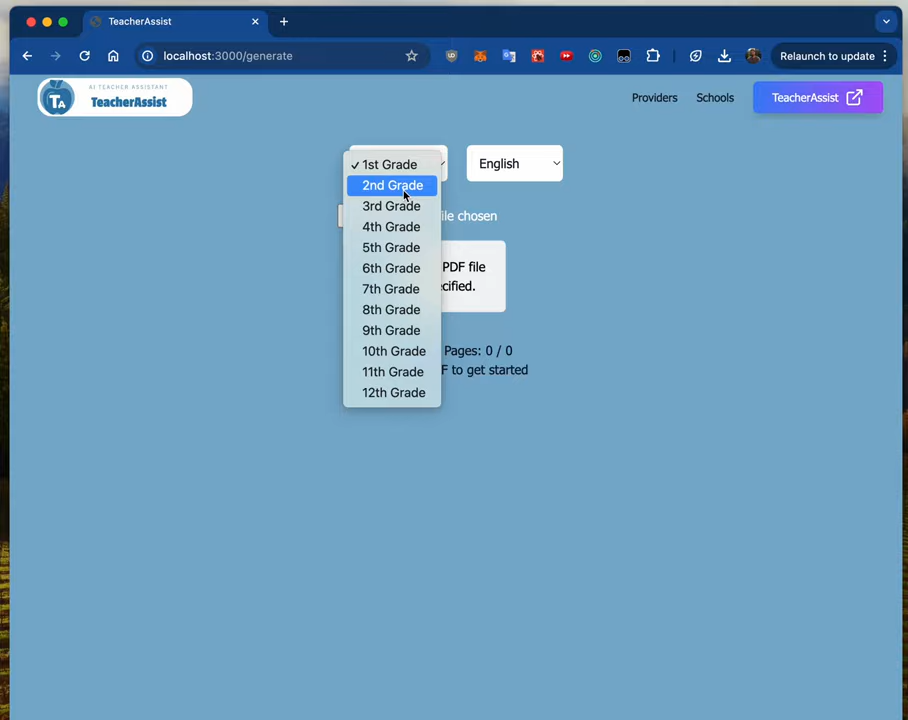 TeacherAssist
localhost:3000/generate
Relaunch to update
TA
AI TEACHER ASSISTANT
TeacherAssist
Providers
Schools
TeacherAssist
✓ 1st Grade
English
2nd Grade
3rd Grade
ile chosen
4th Grade
5th Grade
6th Grade
PDF file
7th Grade
cified.
8th Grade
9th Grade
10th Grade
Pages: 0 / 0
11th Grade
F to get started
12th Grade